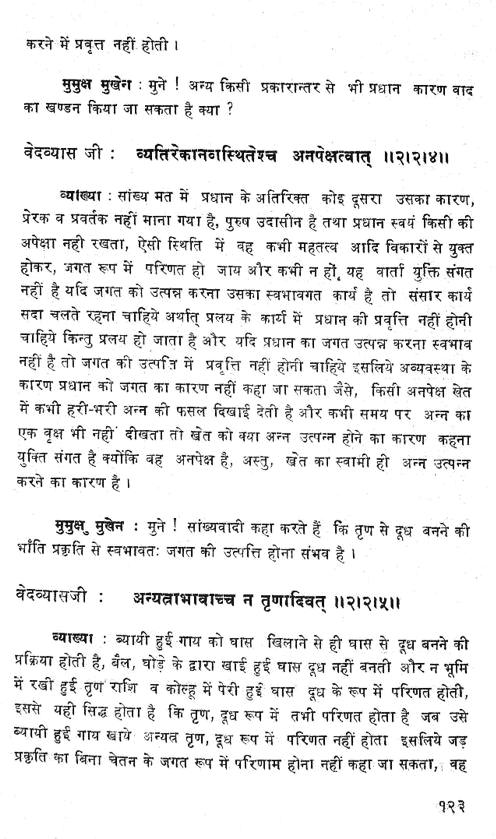 करने में प्रवृत्त नहीं होती ।
मुमुक्ष मुखेन : मुने ! अन्य किसी प्रकारान्तर से भी प्रधान कारण वाद
का खण्डन किया जा सकता है क्या ?
वेदव्यास जी : व्यतिरेकानवस्थितेश्च अनपेक्षत्वात् ॥२।२।४॥
व्याख्या : सांख्य मत में प्रधान के अतिरिक्त कोइ दूसरा उसका कारण,
प्रेरक व प्रवर्तक नहीं माना गया है, पुरुष उदासीन है तथा प्रधान स्वयं किसी की
अपेक्षा नही रखता, ऐसी स्थिति में वह कभी महतत्व आदि विकारों से युक्त
होकर, जगत रूप में परिणत हो जाय और कभी न हों, यह वार्ता युक्ति संगत
नहीं है यदि जगत को उत्पन्न करना उसका स्वभावगत कार्य है तो संसार कार्य
सदा चलते रहना चाहिये अर्थात् प्रलय के कार्य में प्रधान की प्रवृत्ति नहीं होनी
चाहिये किन्तु प्रलय हो जाता है और यदि प्रधान का जगत उत्पन्न करना स्वभाव
नहीं है तो जगत की उत्पत्ति में प्रवृत्ति नहीं होनी चाहिये इसलिये अव्यवस्था के
कारण प्रधान को जगत का कारण नहीं कहा जा सकता जैसे, किसी अनपेक्ष खेत
में कभी हरी-भरी अन्न की फसल दिखाई देती है और कभी समय पर अन्न का
एक वृक्ष भी नहीं दीखता तो खेत को क्या अन्न उत्पन्न होने का कारण कहना
युक्ति संगत है क्योंकि वह अनपेक्ष है, अस्तु, खेत का स्वामी ही अन्न उत्पन्न
करने का कारण है ।
मुमुक्षु मुखेन : मुने ! सांख्यवादी कहा करते हैं कि तृण से दूध बनने की
भाँति प्रकृति से स्वभावतः जगत की उत्पत्ति होना संभव है ।
वेदव्यासजी : अन्यत्राभावाच्च न तृणादिवत् ॥२।२।५॥
व्याख्या : ब्यायी हुई गाय को घास खिलाने से ही घास से दूध बनने की
प्रक्रिया होती है, बैल, घोड़े के द्वारा खाई हुई घास दूध नहीं बनती और न भूमि
में रखी हुई तृण राशि व कोल्हू में पेरी हुई घास दूध के रूप में परिणत होती,
इससे यही सिद्ध होता है कि तृण, दूध रूप में तभी परिणत होता है जब उसे
ब्यायी हुई गाय खाये अन्यत्र तृण, दूध रूप में परिणत नहीं होता इसलिये जड़
प्रकृति का बिना चेतन के जगत रूप में परिणाम होना नहीं कहा जा सकता, वह
१२३